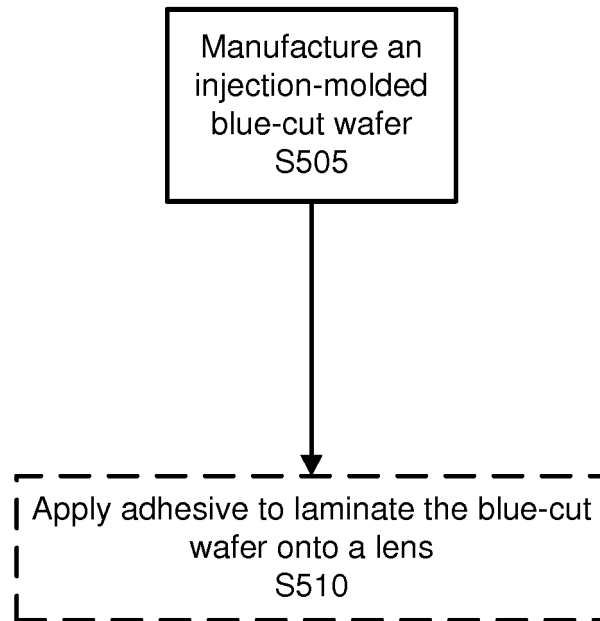 Manufacture an
injection-molded
blue-cut wafer
S505
Apply adhesive to laminate the blue-cut
wafer onto a lens
S510